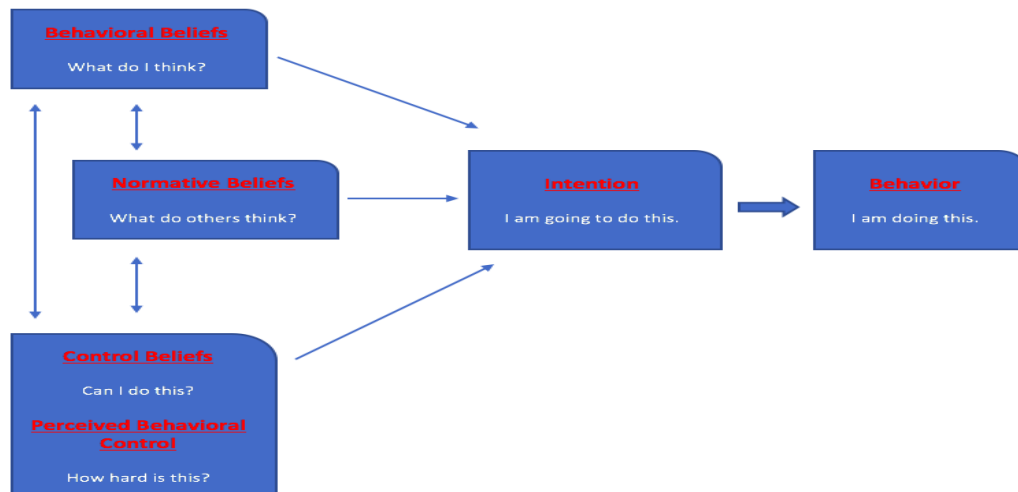 Behavioral Beliefs
What do I think?
Normative Beliefs
What do others think?
Intention
I am going to do this.
Behavior
I am doing this.
Control Beliefs
Can I do this?
Perceived Behavioral
Control
How hard is this?